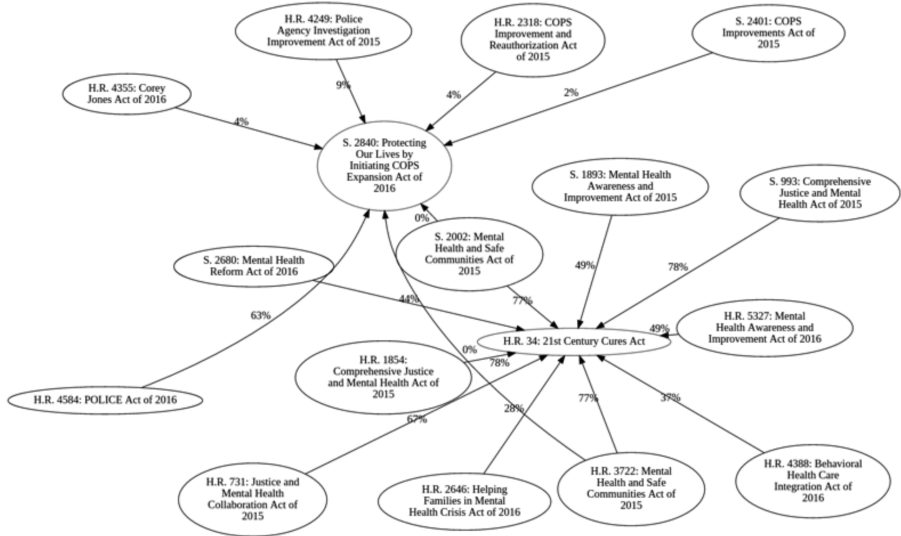 H.R. 4249: Police
Agency Investigation
Improvement Act of 2015
H.R. 2318: COPS
Improvement and
Reauthorization Act
of 2015
S. 2401: COPS
Improvements Act of
2015
H.R. 4355: Corey
Jones Act of 2016
9%
4%
2%
4%
S. 2840: Protecting
Our Lives by
Initiating COPS
Expansion Act of
2016
S. 1893: Mental Health
Awareness and
Improvement Act of 2015
S. 993: Comprehensive
Justice and Mental
Health Act of 2015
0%
S. 2002: Mental
Health and Safe
Communities Act of
2015
S. 2680: Mental Health
Reform Act of 2016
49%
78%
44%
77%
63%
H.R. 5327: Mental
Health Awareness and
Improvement Act of 2016
49%
H.R. 34: 21st Century Cures Act
0%
78%
H.R. 1854:
Comprehensive Justice
and Mental Health Act of
2015
H.R. 4584: POLICE Act of 2016
67%
28%
77%
37%
H.R. 731: Justice and
Mental Health
Collaboration Act of
2015
H.R. 2646: Helping
Families in Mental
Health Crisis Act of 2016
H.R. 3722: Mental
Health and Safe
Communities Act of
2015
H.R. 4388: Behavioral
Health Care
Integration Act of
2016